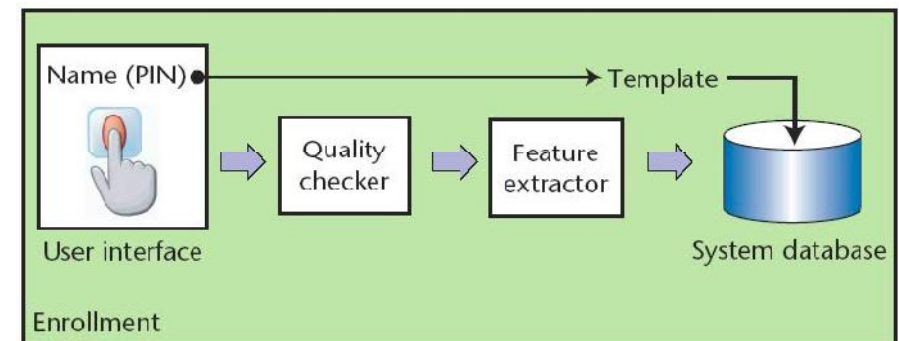 Name (PIN)
Template
Quality
checker
Feature
extractor
User interface
System database
Enrollment